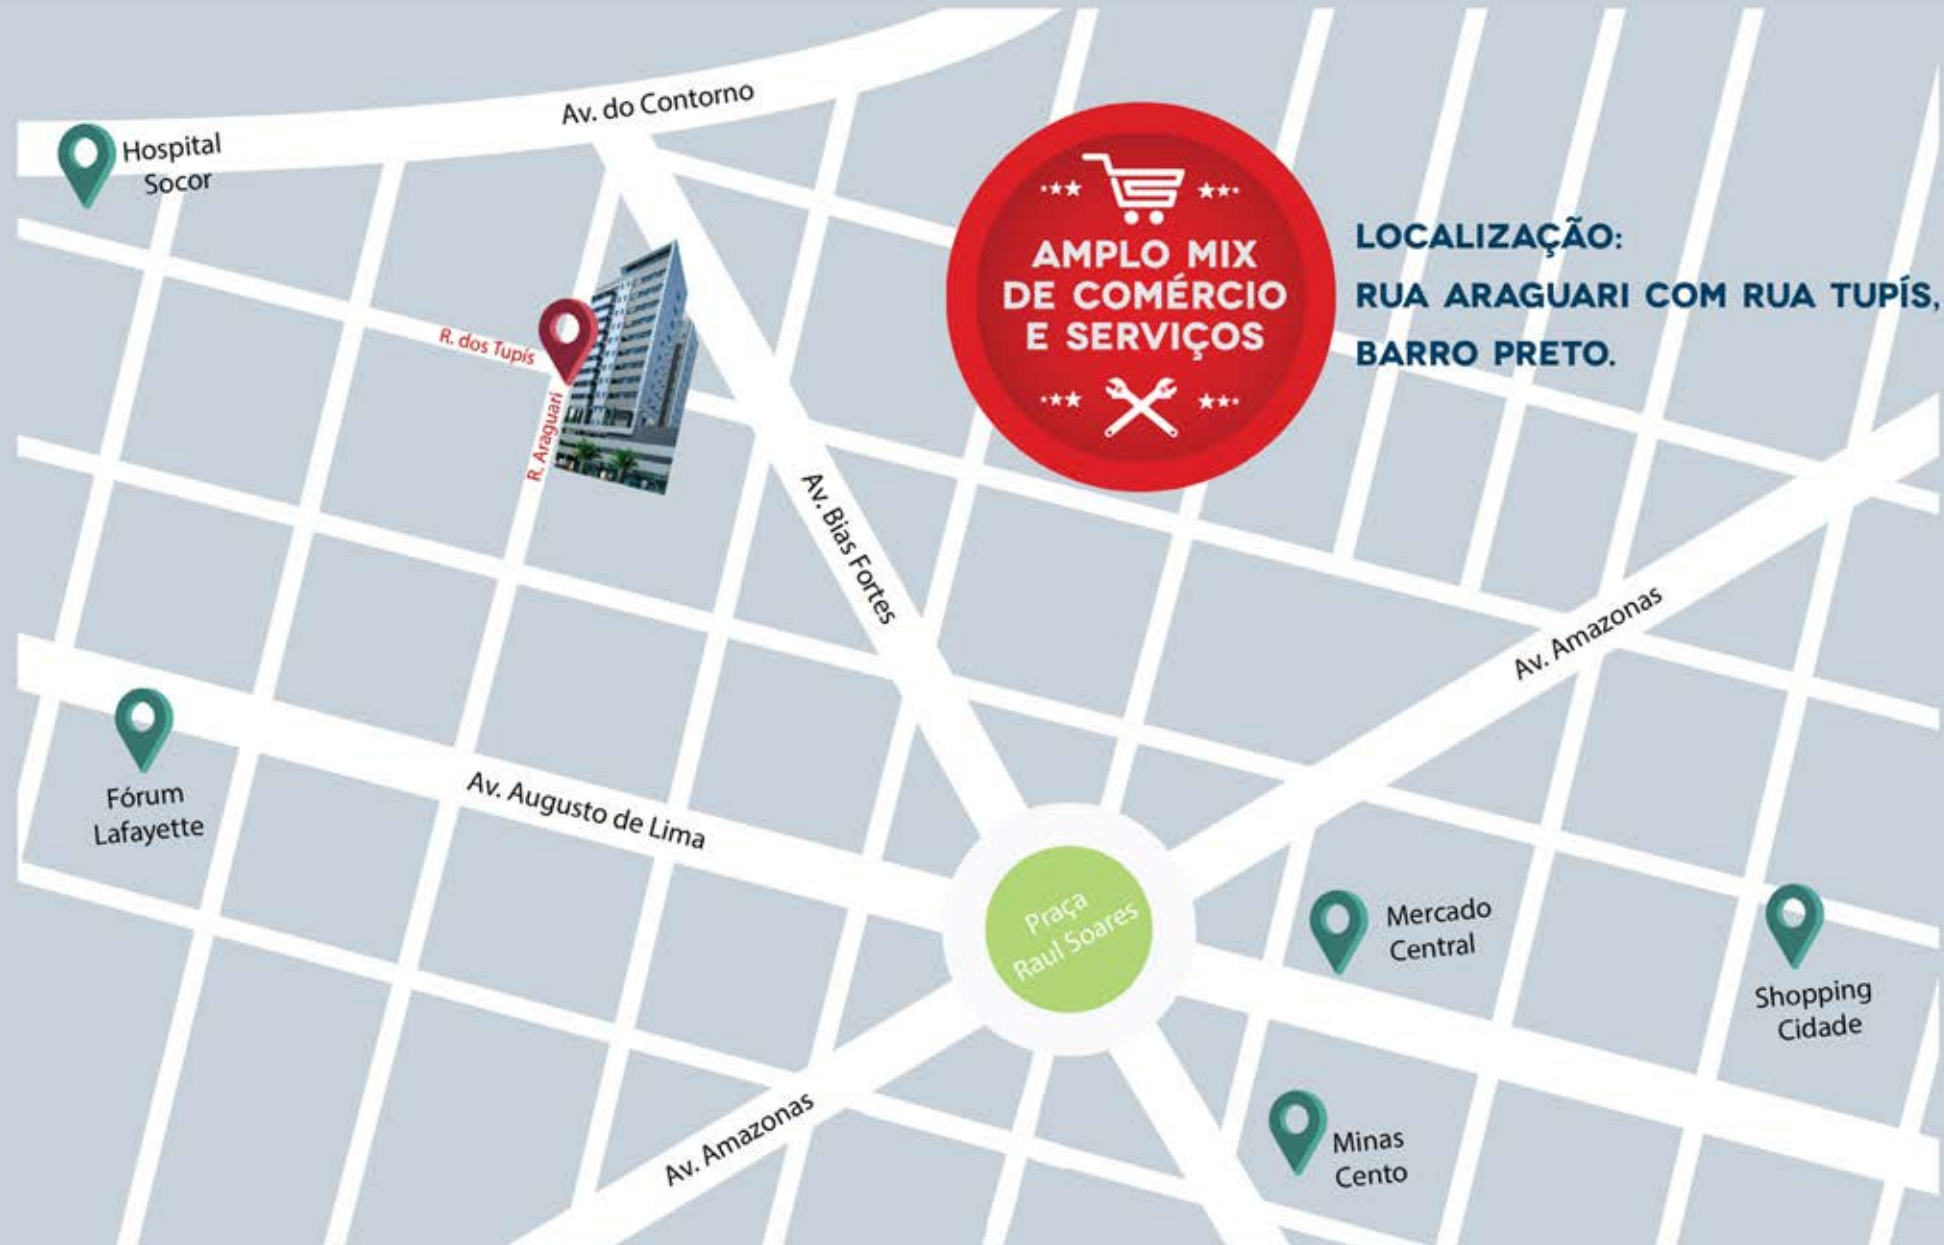 Av. do Contorno
Hospital
Socor
AMPLO MIX
DE COMÉRCIO
E SERVIÇOS
LOCALIZAÇÃO:
RUA ARAGUARI COM RUA TUPÍS,
BARRO PRETO.
R. dos Tupís
R. Araguari
Av. Bias Fortes
Av. Amazonas
Fórum
Lafayette
Av. Augusto de Lima
Praça
Raul Soares
Mercado
Central
Shopping
Cidade
Av. Amazonas
Minas
Cento